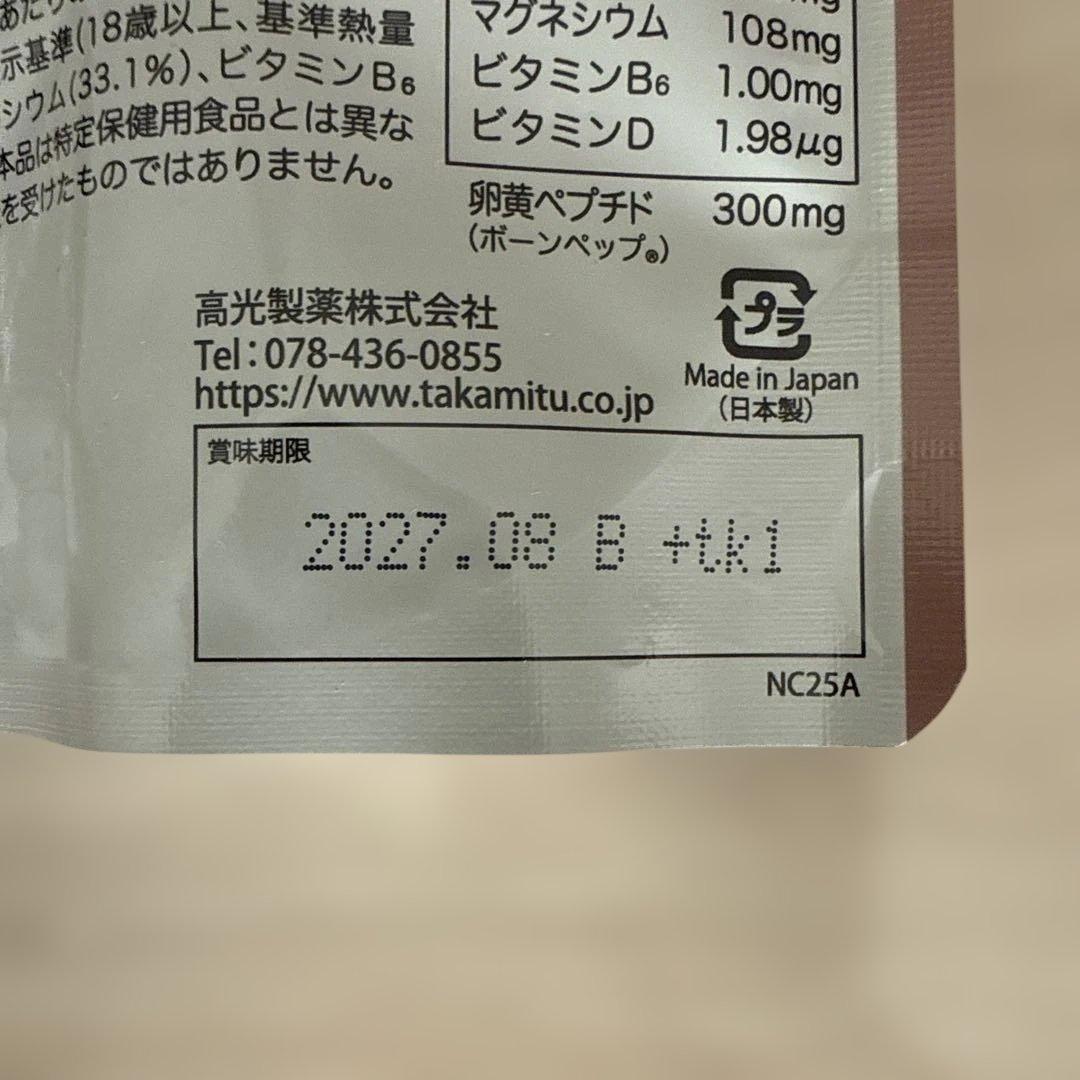 示基準(18歳以上、基準熱量
シウム(33.1%)、ビタミンB₆
本品は特定保健用食品とは異な
を受けたものではありません。
マグネシウム 108mg
ビタミンB₆ 1.00mg
ビタミンD 1.98μg
卵黄ペプチド 300mg
(ボーンペップ®)
高光製薬株式会社
Tel:078-436-0855
https://www.takamitu.co.jp
プラ
Made in Japan
(日本製)
賞味期限
2027.08 B +tk1
NC25A